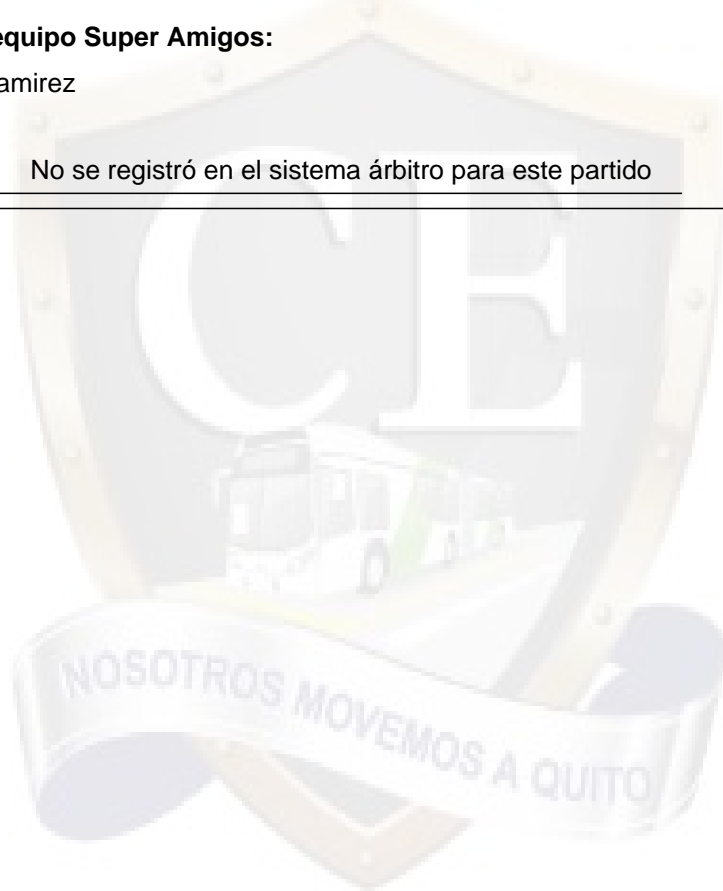 equipo Super Amigos:
amirez
No se registró en el sistema árbitro para este partido
CE
NOSOTROS MOVEMOS A QUITO